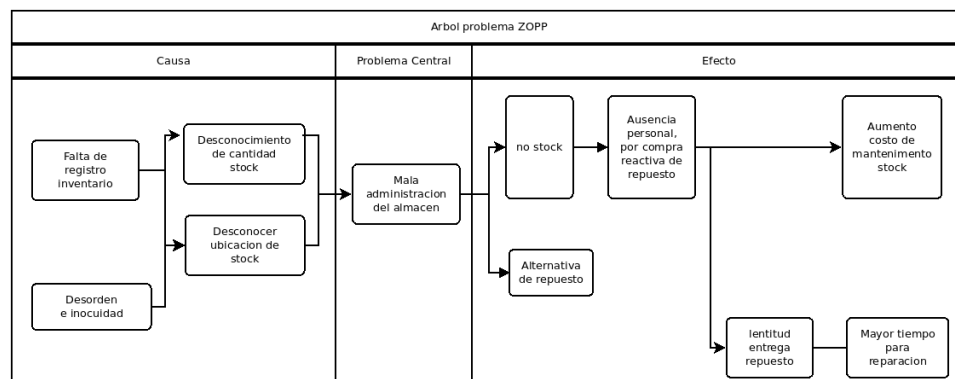 Arbol problema ZOPP
Causa
Problema Central
Efecto
Falta de
registro
inventario
Desorden
e inocuidad
Desconocimiento
de cantidad
stock
Desconocer
ubicacion de
stock
Mala
administracion
del almacen
no stock
Alternativa
de repuesto
Ausencia
personal,
por compra
reactiva de
repuesto
Aumento
costo de
mantenimento
stock
lentitud
entrega
repuesto
Mayor tiempo
para
reparacion